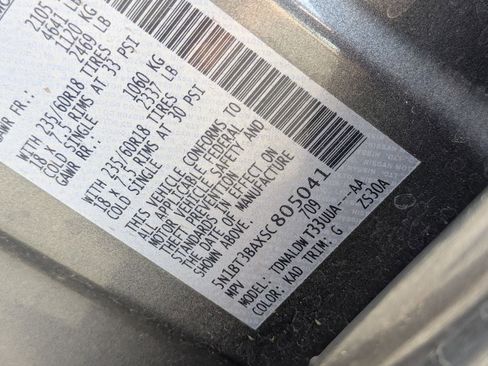 2105
4641 LB
1120 KG
2469 LB
GAWR FR.:
WITH 235/60R18 TIRES
18 x 7.5 RIMS AT 33 PSI
COLD SINGLE
GAWR RR.: 1060 KG
2337 LB
WITH 235/60R18 TIRES
18 x 7.5 RIMS AT 30 PSI
COLD SINGLE
THIS VEHICLE CONFORMS TO
ALL APPLICABLE FEDERAL
MOTOR VEHICLE SAFETY AND
THEFT PREVENTION
STANDARDS IN EFFECT ON
THE DATE OF MANUFACTURE
SHOWN ABOVE.
5N1BT3BAXSC805041
MPV 709
MODEL: TDNALDWT33UUA----AA
COLOR: KAD TRIM: G ZS30A